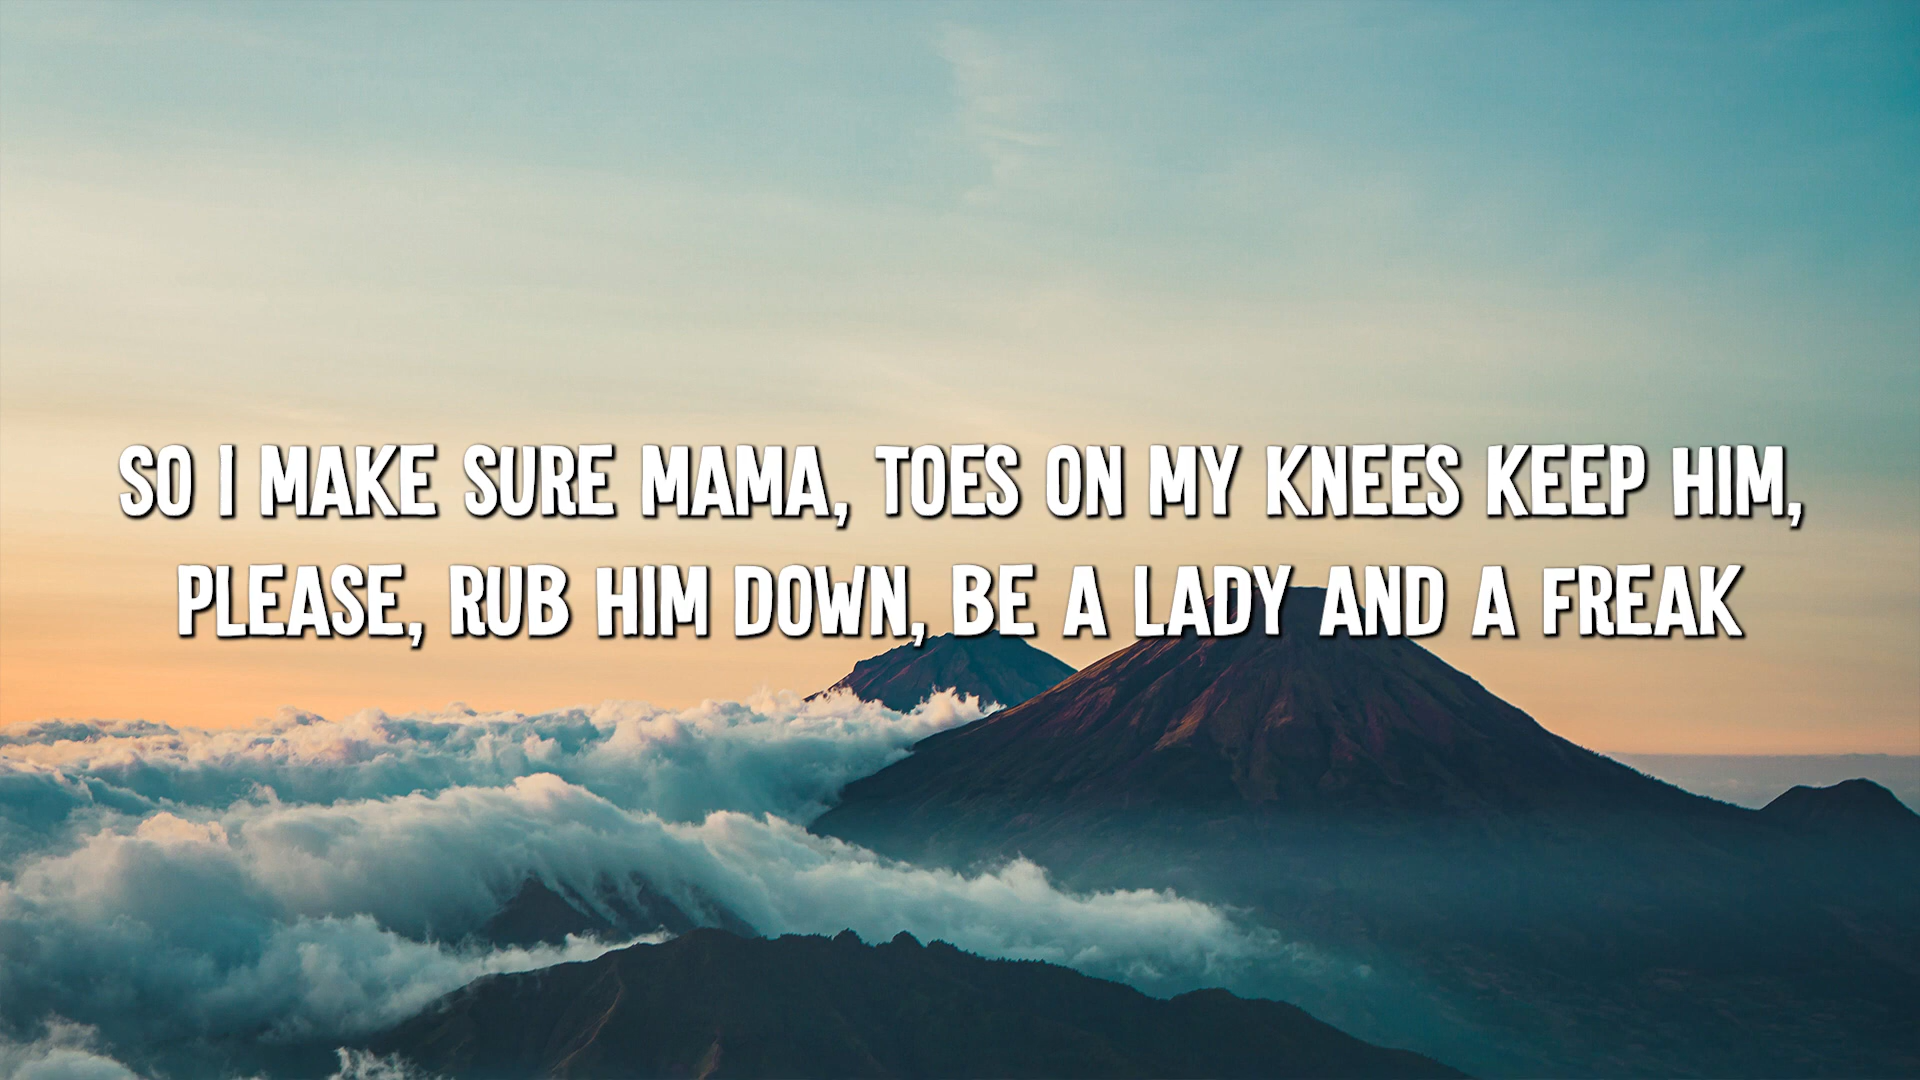 SO I MAKE SURE MAMA, TOES ON MY KNEES KEEP HIM,
PLEASE, RUB HIM DOWN, BE A LADY AND A FREAK